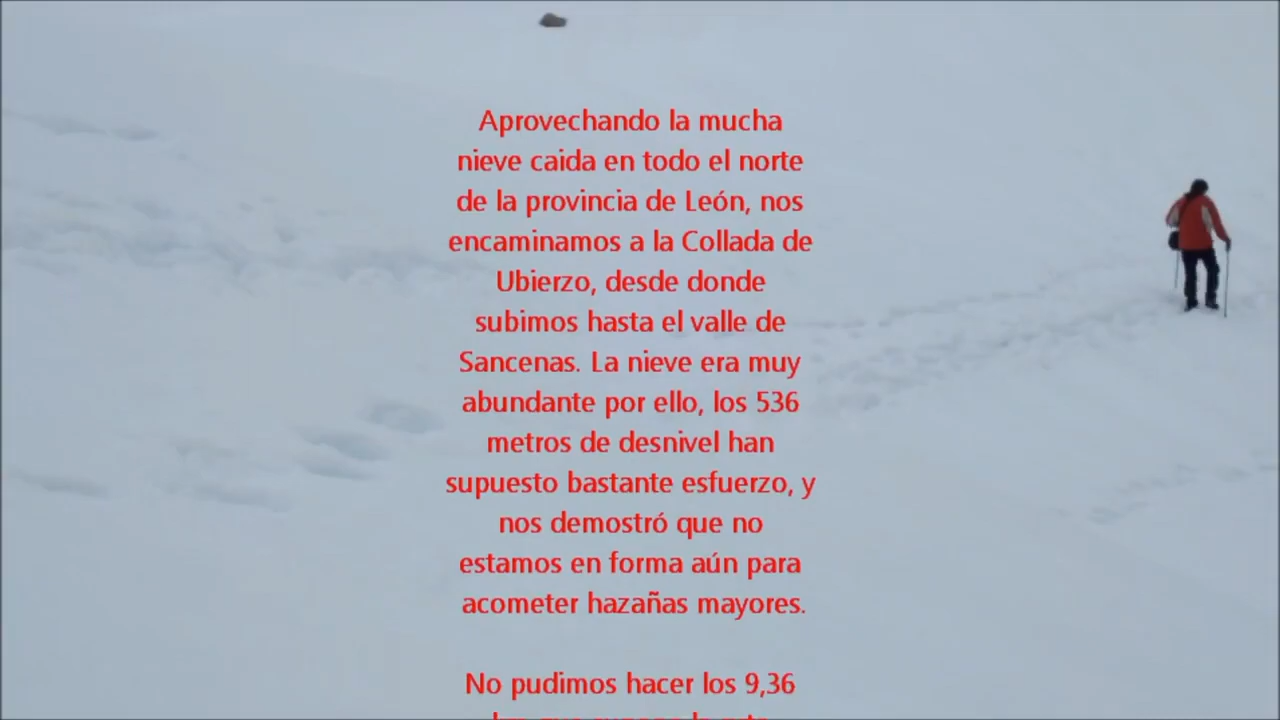 Aprovechando la mucha
nieve caida en todo el norte
de la provincia de León, nos
encaminamos a la Collada de
Ubierzo, desde donde
subimos hasta el valle de
Sancenas. La nieve era muy
abundante por ello, los 536
metros de desnivel han
supuesto bastante esfuerzo, y
nos demostró que no
estamos en forma aún para
acometer hazañas mayores.
No pudimos hacer los 9,36